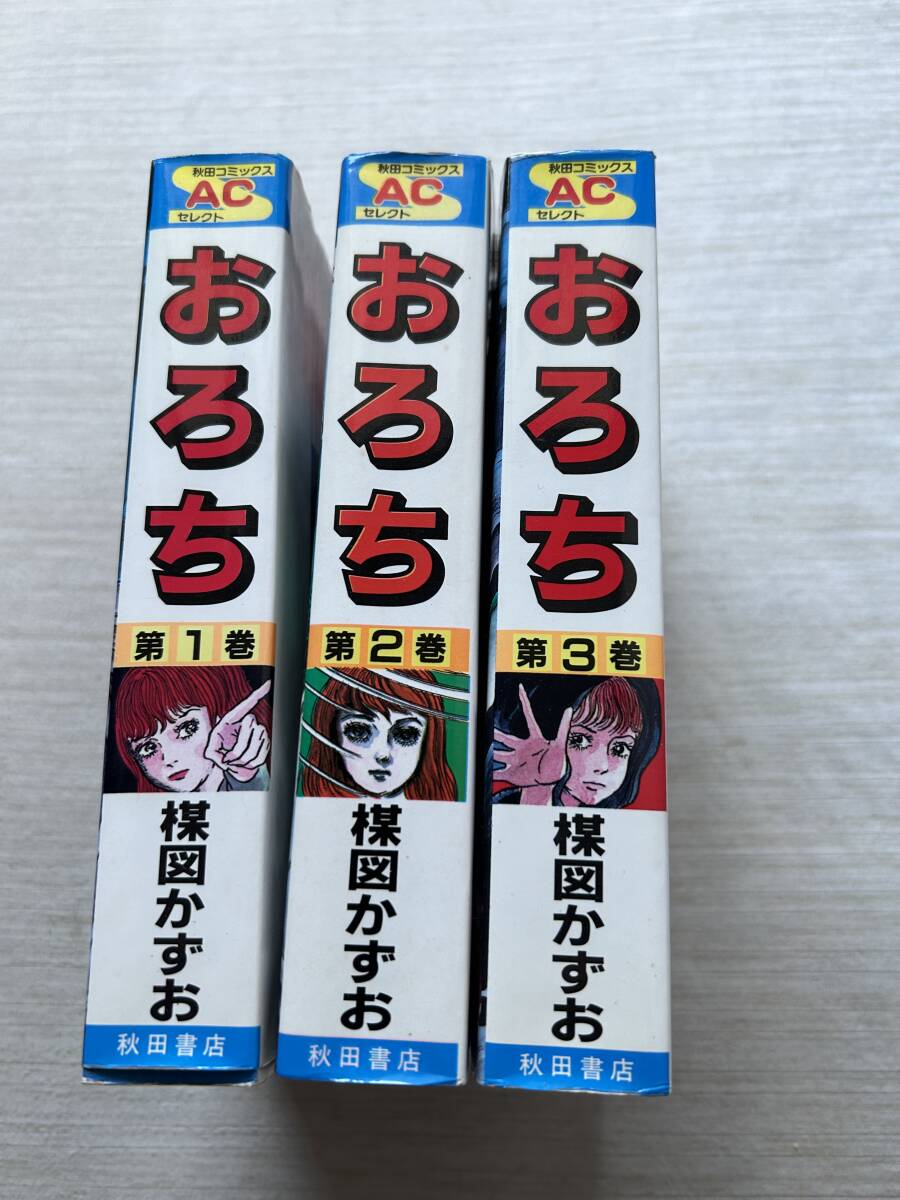 秋田コミックス
AC
セレクト
おろち
第1巻
楳図かずお
秋田書店
秋田コミックス
AC
セレクト
おろち
第2巻
楳図かずお
秋田書店
秋田コミックス
AC
セレクト
おろち
第3巻
楳図かずお
秋田書店